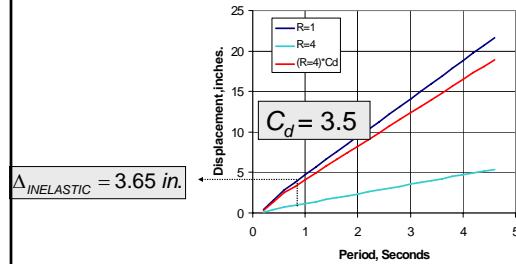 Displacement, inches.
25
20
15
10
5
0
R=1
R=4
(R=4)*Cd
C_d = 3.5
Δ_INELASTIC = 3.65 in.
0 1 2 3 4 5
Period, Seconds